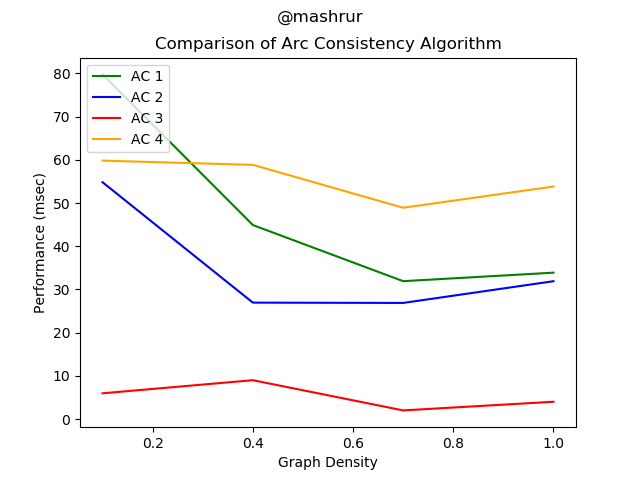 @mashrur
Comparison of Arc Consistency Algorithm
AC 1
AC 2
AC 3
AC 4
Performance (msec)
80
70
60
50
40
30
20
10
0
0.2 0.4 0.6 0.8 1.0
Graph Density